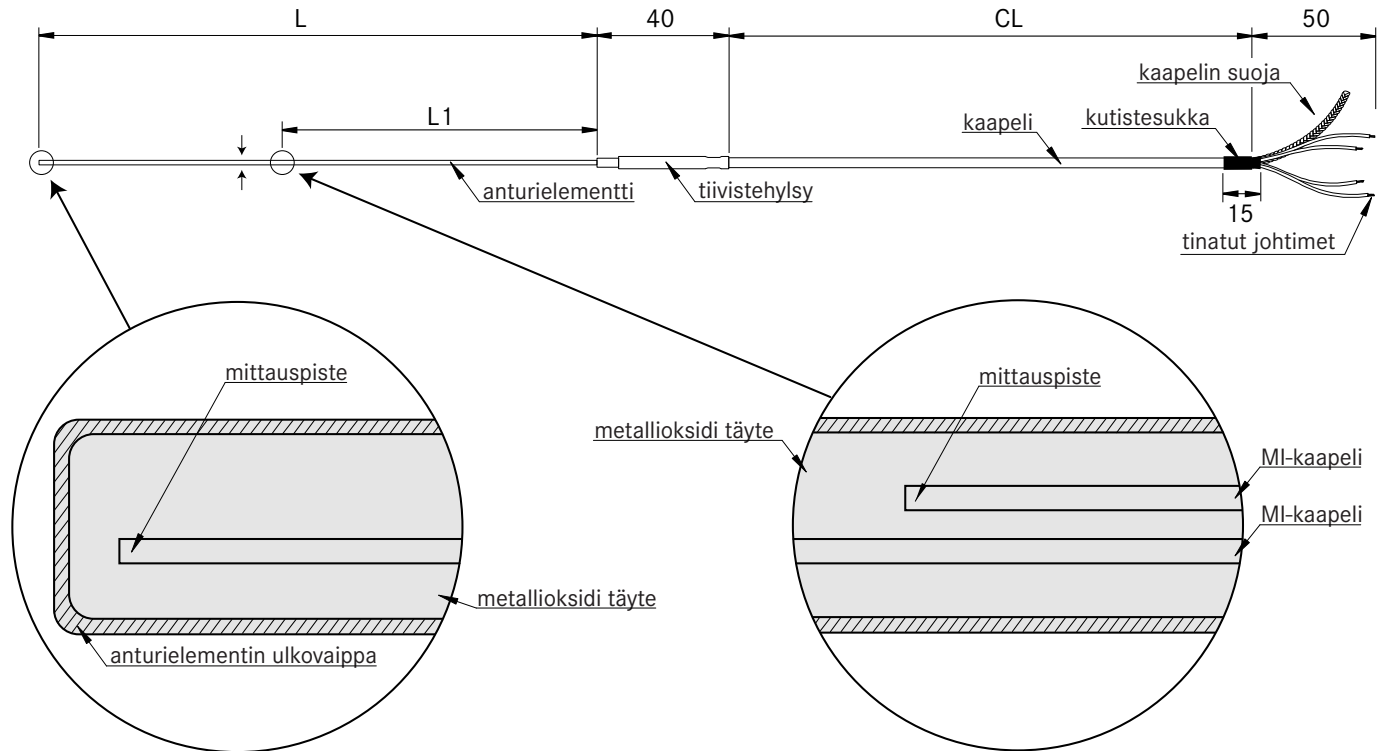 L
40
CL
50
kaapelin suoja
L1
kaapeli
kutistesukka
anturielementti
tiivistehylsy
15
tinatut johtimet
mittauspiste
mittauspiste
metallioksidi täyte
MI-kaapeli
MI-kaapeli
metallioksidi täyte
anturielementin ulkovaippa